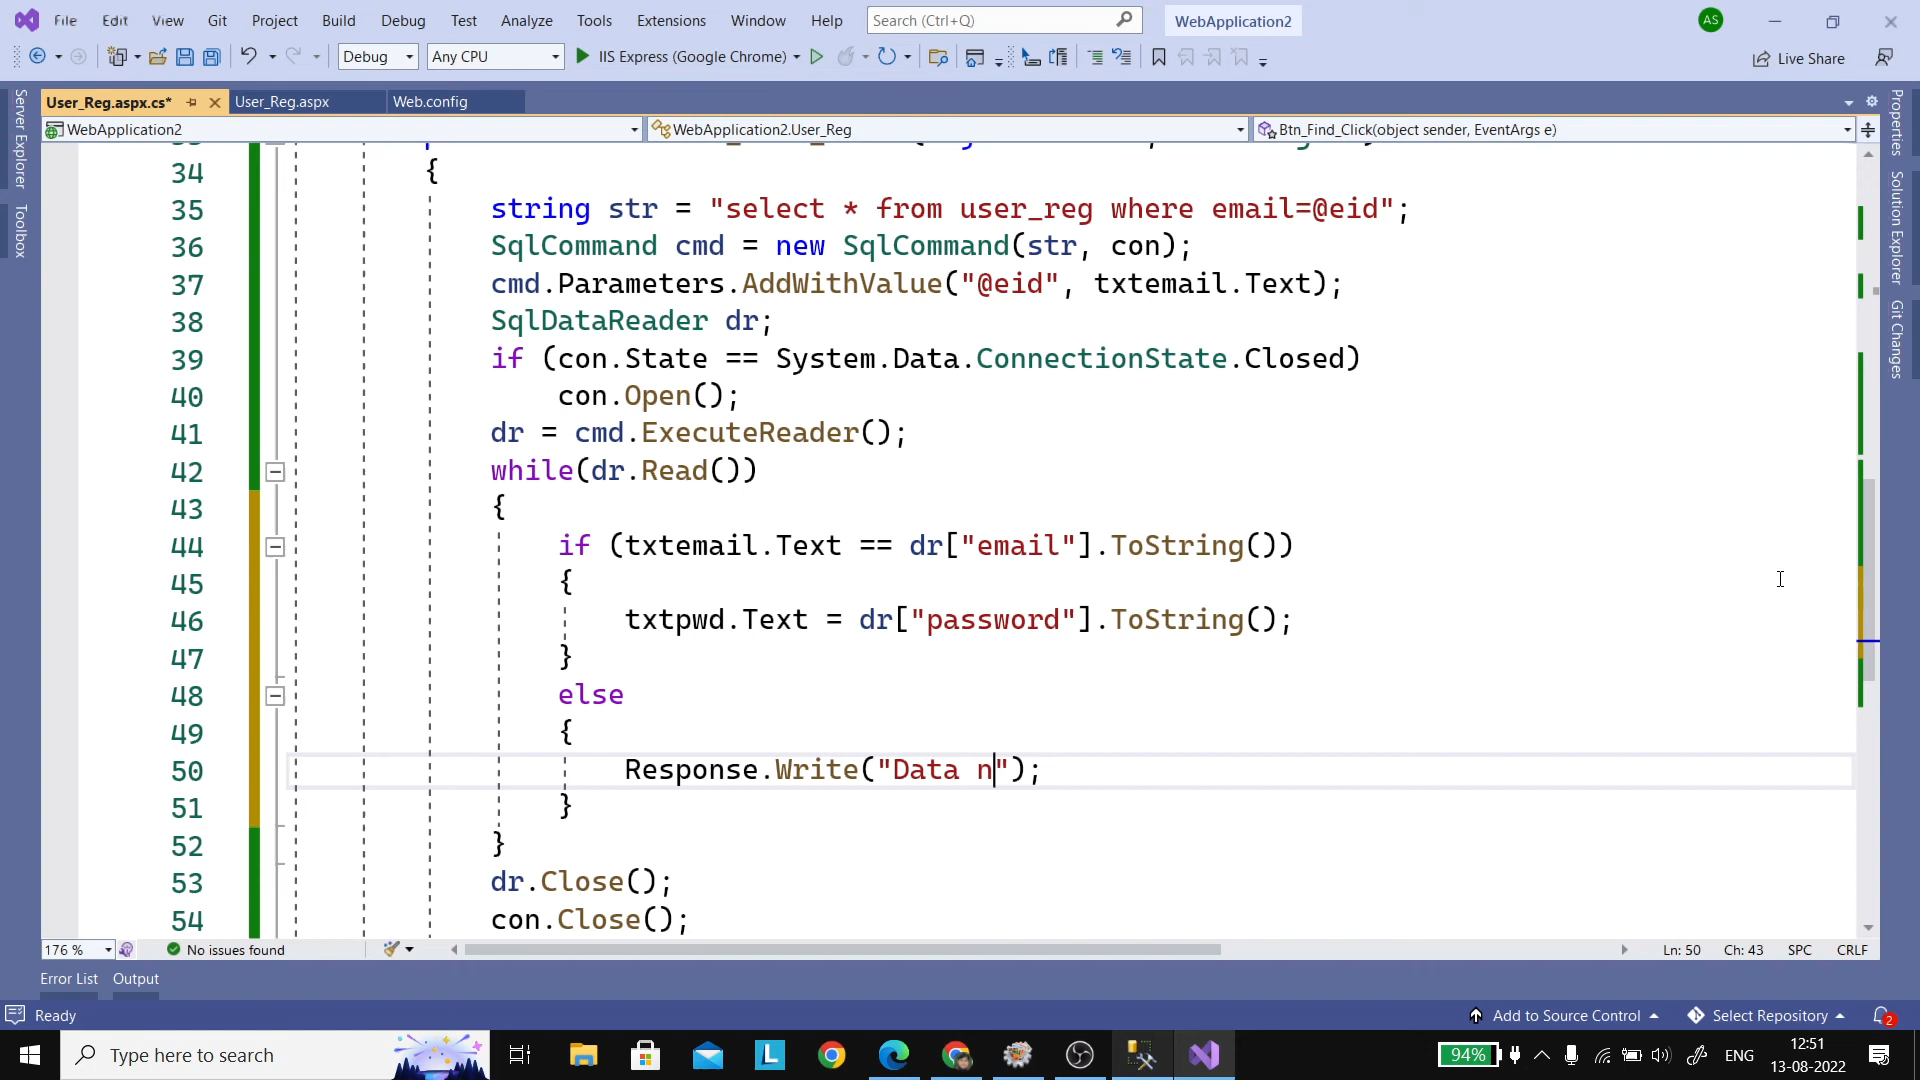 File Edit View Git Project Build Debug Test Analyze Tools Extensions Window Help Search (Ctrl+Q) WebApplication2 AS
Debug Any CPU IIS Express (Google Chrome) Live Share
User_Reg.aspx.cs* User_Reg.aspx Web.config
WebApplication2 WebApplication2.User_Reg Btn_Find_Click(object sender, EventArgs e)
Server Explorer
Toolbox
Properties
Solution Explorer
Git Changes
34 {
35 string str = "select * from user_reg where email=@eid";
36 SqlCommand cmd = new SqlCommand(str, con);
37 cmd.Parameters.AddWithValue("@eid", txtemail.Text);
38 SqlDataReader dr;
39 if (con.State == System.Data.ConnectionState.Closed)
40 con.Open();
41 dr = cmd.ExecuteReader();
42 while(dr.Read())
43 {
44 if (txtemail.Text == dr["email"].ToString())
45 {
46 txtpwd.Text = dr["password"].ToString();
47 }
48 else
49 {
50 Response.Write("Data n");
51 }
52 }
53 dr.Close();
54 con.Close();
176 % No issues found Ln: 50 Ch: 43 SPC CRLF
Error List Output
Ready Add to Source Control Select Repository 2
Type here to search L 94% ENG 12:51
13-08-2022